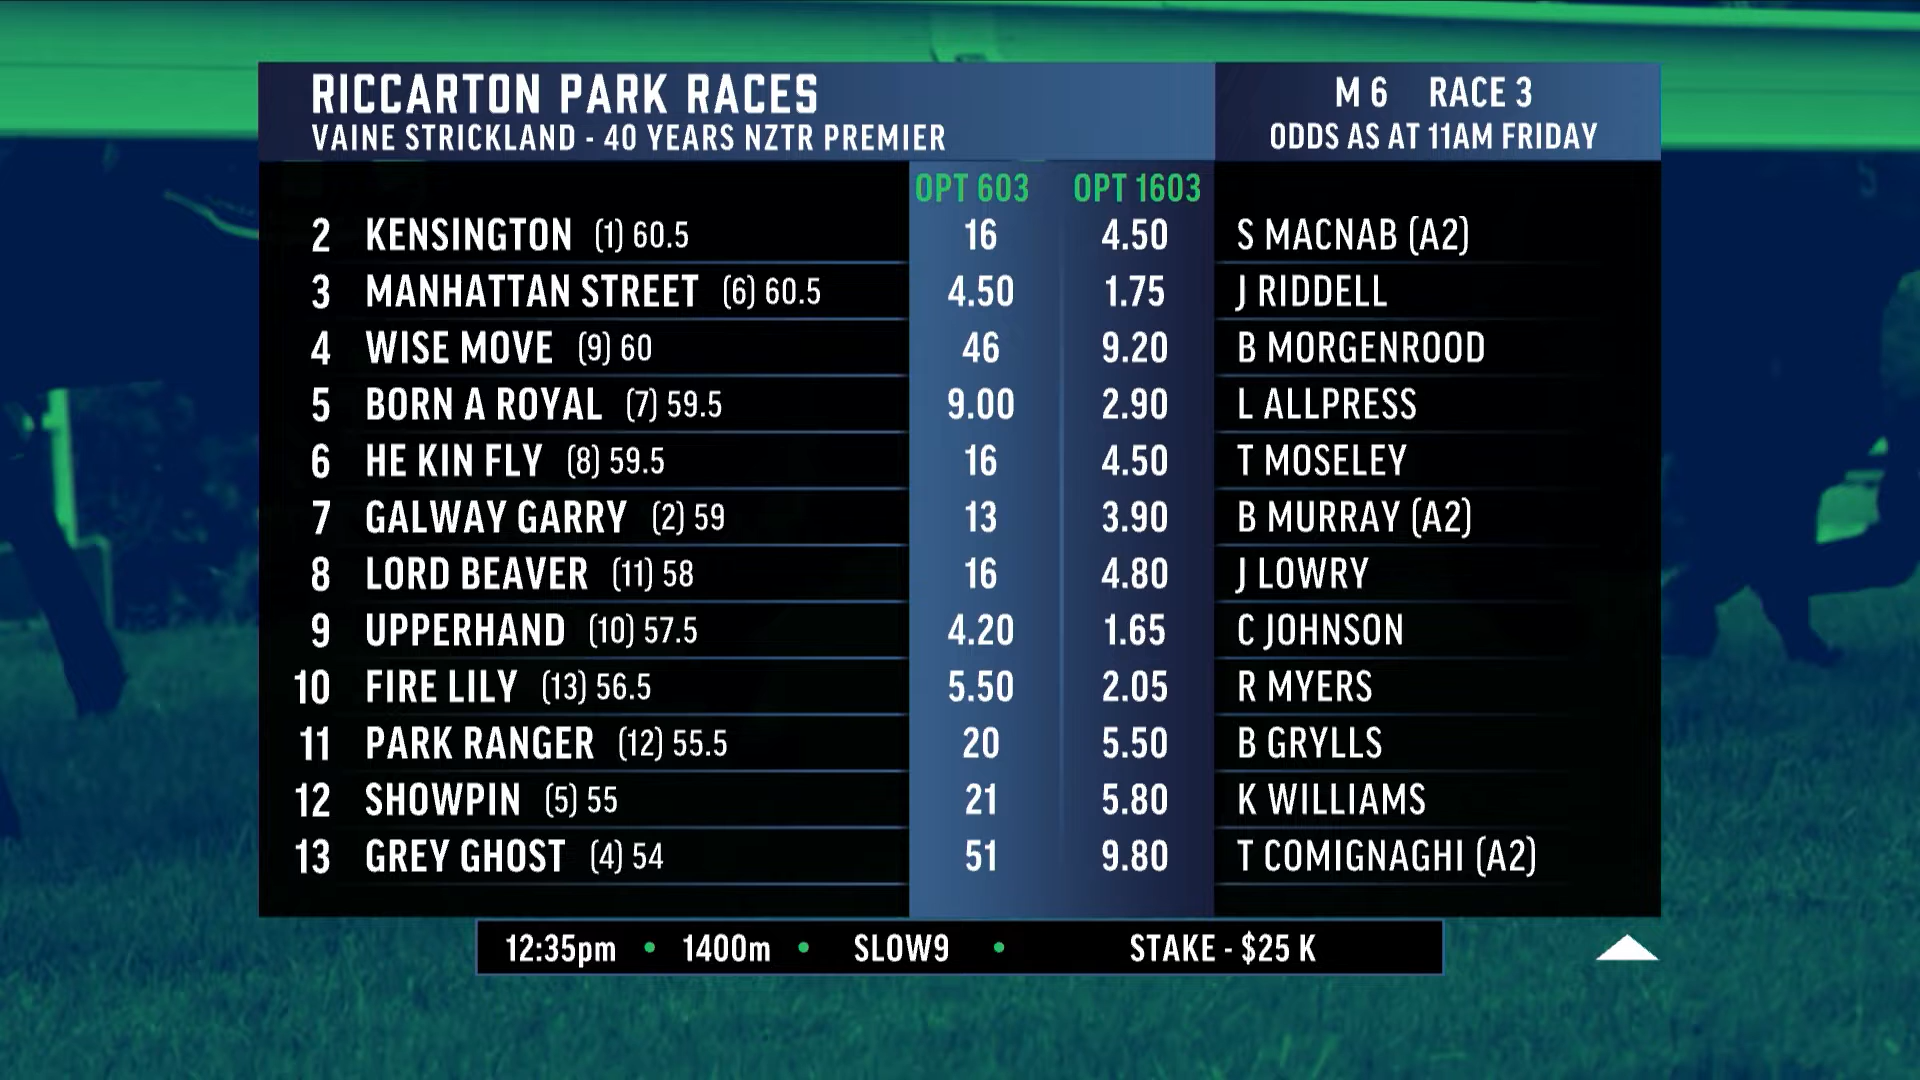 RICCARTON PARK RACES
VAINE STRICKLAND - 40 YEARS NZTR PREMIER
M 6 RACE 3
ODDS AS AT 11AM FRIDAY
OPT 603 OPT 1603
2 KENSINGTON (1) 60.5 16 4.50 S MACNAB (A2)
3 MANHATTAN STREET (6) 60.5 4.50 1.75 J RIDDELL
4 WISE MOVE (9) 60 46 9.20 B MORGENROOD
5 BORN A ROYAL (7) 59.5 9.00 2.90 L ALLPRESS
6 HE KIN FLY (8) 59.5 16 4.50 T MOSELEY
7 GALWAY GARRY (2) 59 13 3.90 B MURRAY (A2)
8 LORD BEAVER (11) 58 16 4.80 J LOWRY
9 UPPERHAND (10) 57.5 4.20 1.65 C JOHNSON
10 FIRE LILY (13) 56.5 5.50 2.05 R MYERS
11 PARK RANGER (12) 55.5 20 5.50 B GRYLLS
12 SHOWPIN (5) 55 21 5.80 K WILLIAMS
13 GREY GHOST (4) 54 51 9.80 T COMIGNAGHI (A2)
12:35pm • 1400m • SLOW9 • STAKE - $25 K